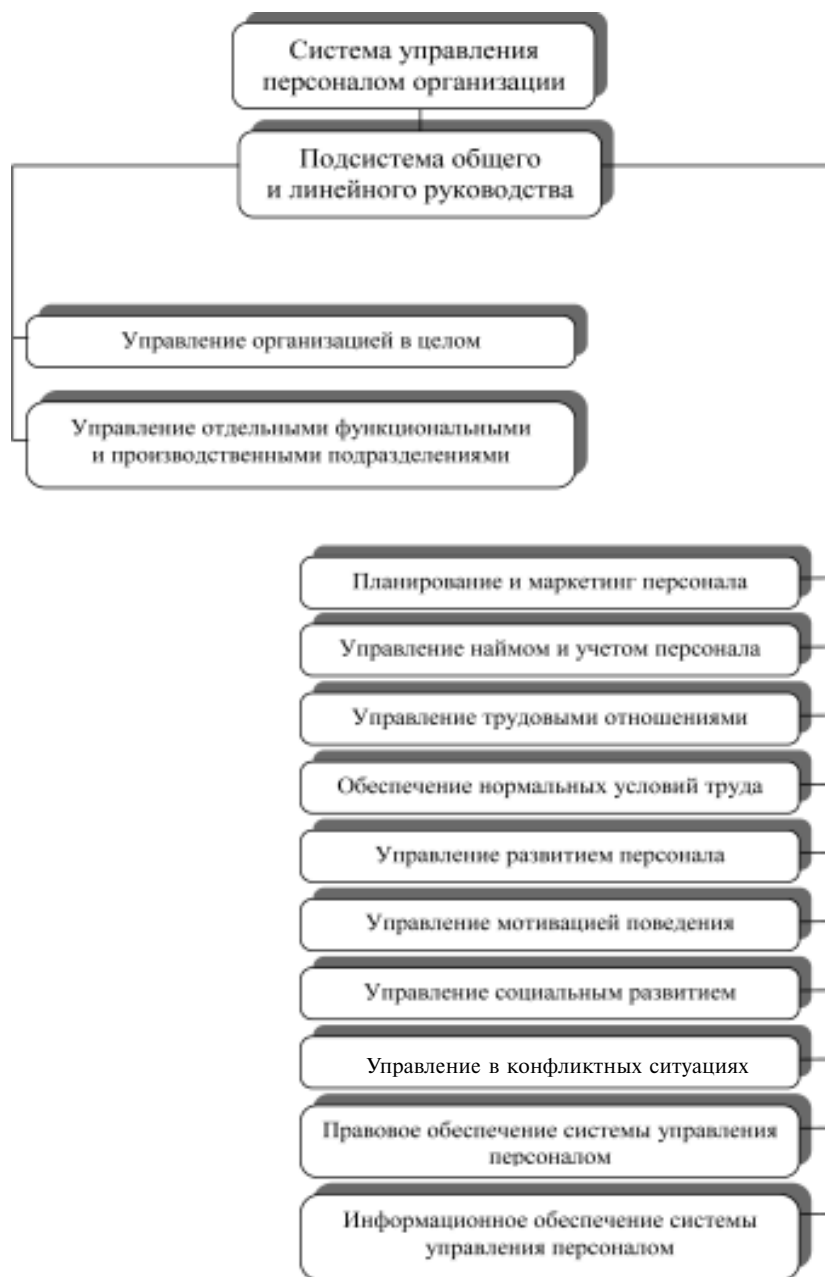 Система управления
персоналом организации
Подсистема общего
и линейного руководства
Управление организацией в целом
Управление отдельными функциональными
и производственными подразделениями
Планирование и маркетинг персонала
Управление наймом и учетом персонала
Управление трудовыми отношениями
Обеспечение нормальных условий труда
Управление развитием персонала
Управление мотивацией поведения
Управление социальным развитием
Управление в конфликтных ситуациях
Правовое обеспечение системы управления
персоналом
Информационное обеспечение системы
управления персоналом